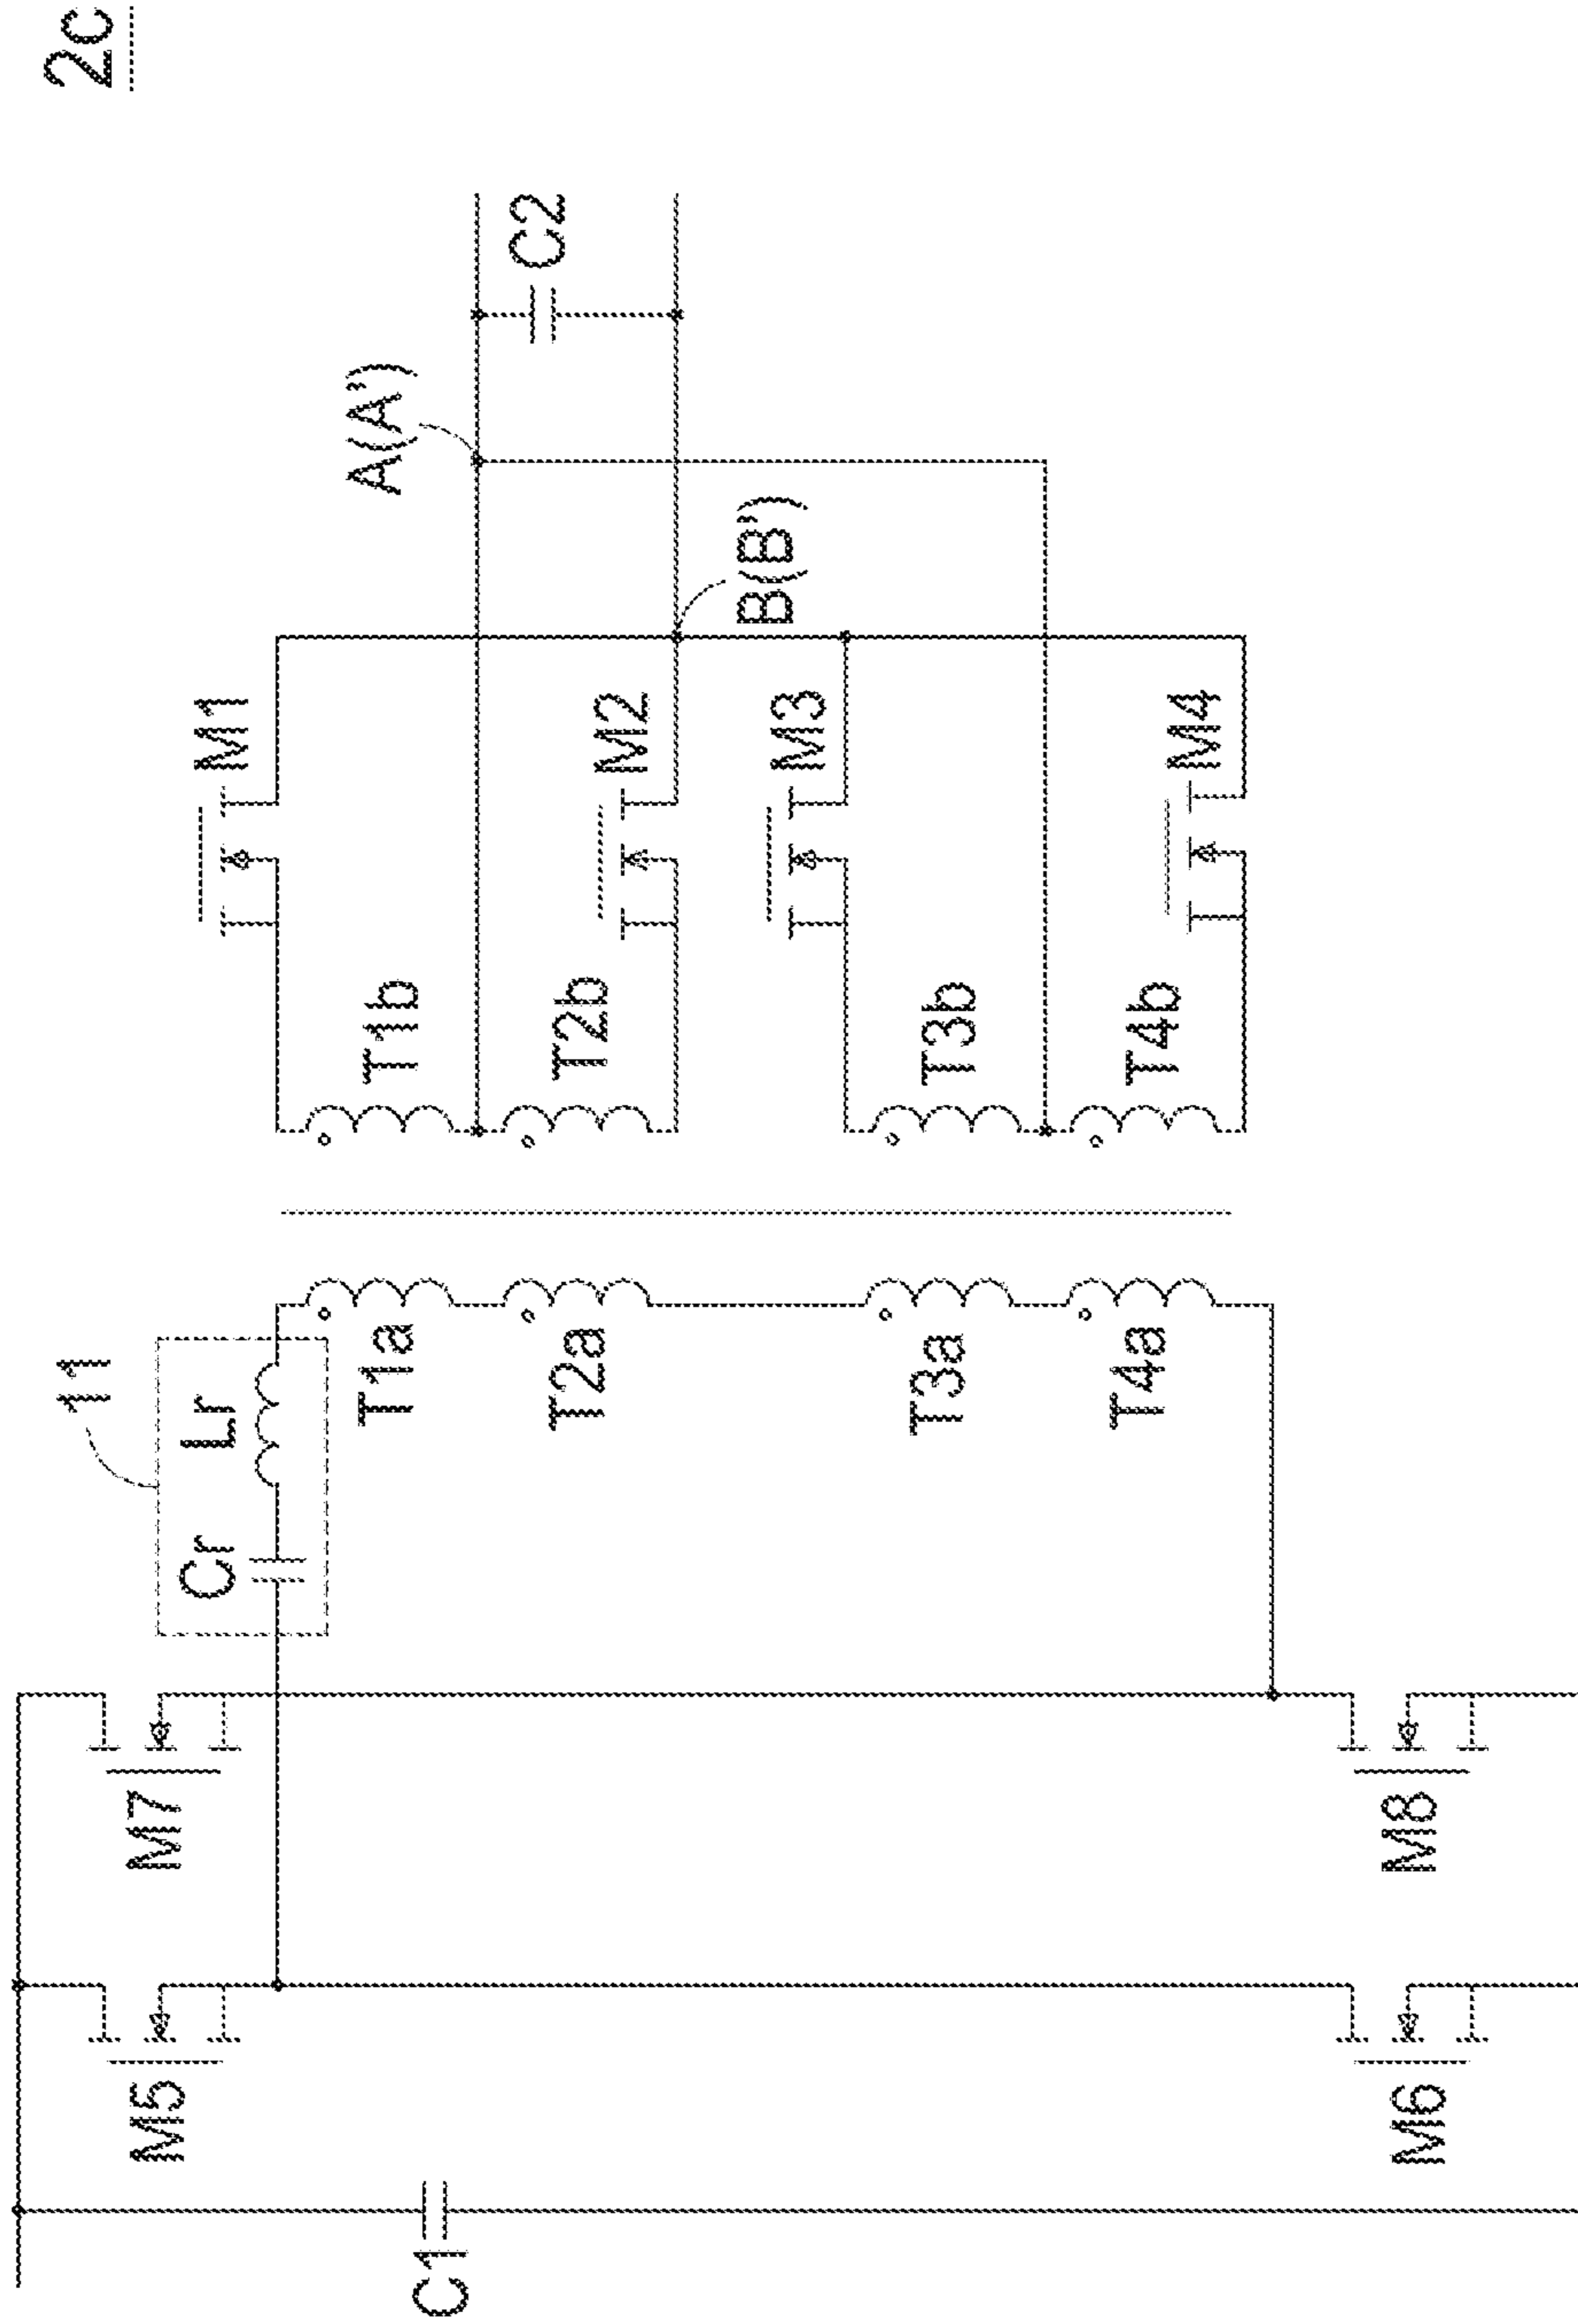 2c
11
Cr
Lr
M7
M5
C1
M8
M6
T1a
T2a
T3a
T4a
T1b
T2b
T3b
T4b
M1
M2
M3
M4
A(A')
B(B')
C2